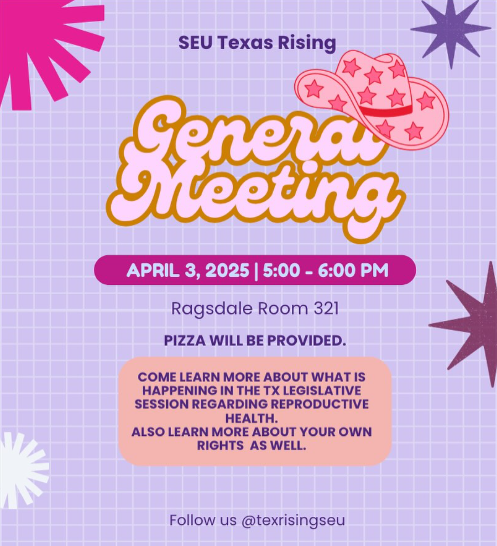 SEU Texas Rising
General
Meeting
APRIL 3, 2025 | 5:00 - 6:00 PM
Ragsdale Room 321
PIZZA WILL BE PROVIDED.
COME LEARN MORE ABOUT WHAT IS
HAPPENING IN THE TX LEGISLATIVE
SESSION REGARDING REPRODUCTIVE
HEALTH.
ALSO LEARN MORE ABOUT YOUR OWN
RIGHTS AS WELL.
Follow us @texrisingseu